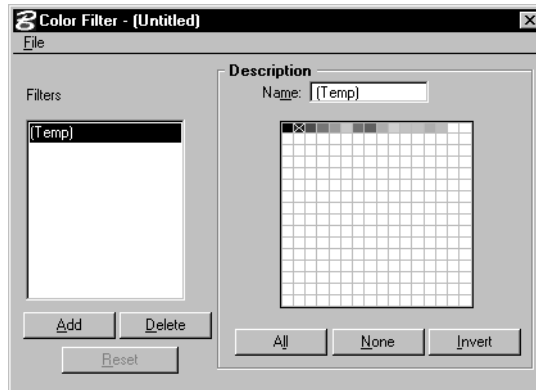 Color Filter - (Untitled)
File
Description
Name: (Temp)
Filters
(Temp)
Add
Delete
Reset
All
None
Invert